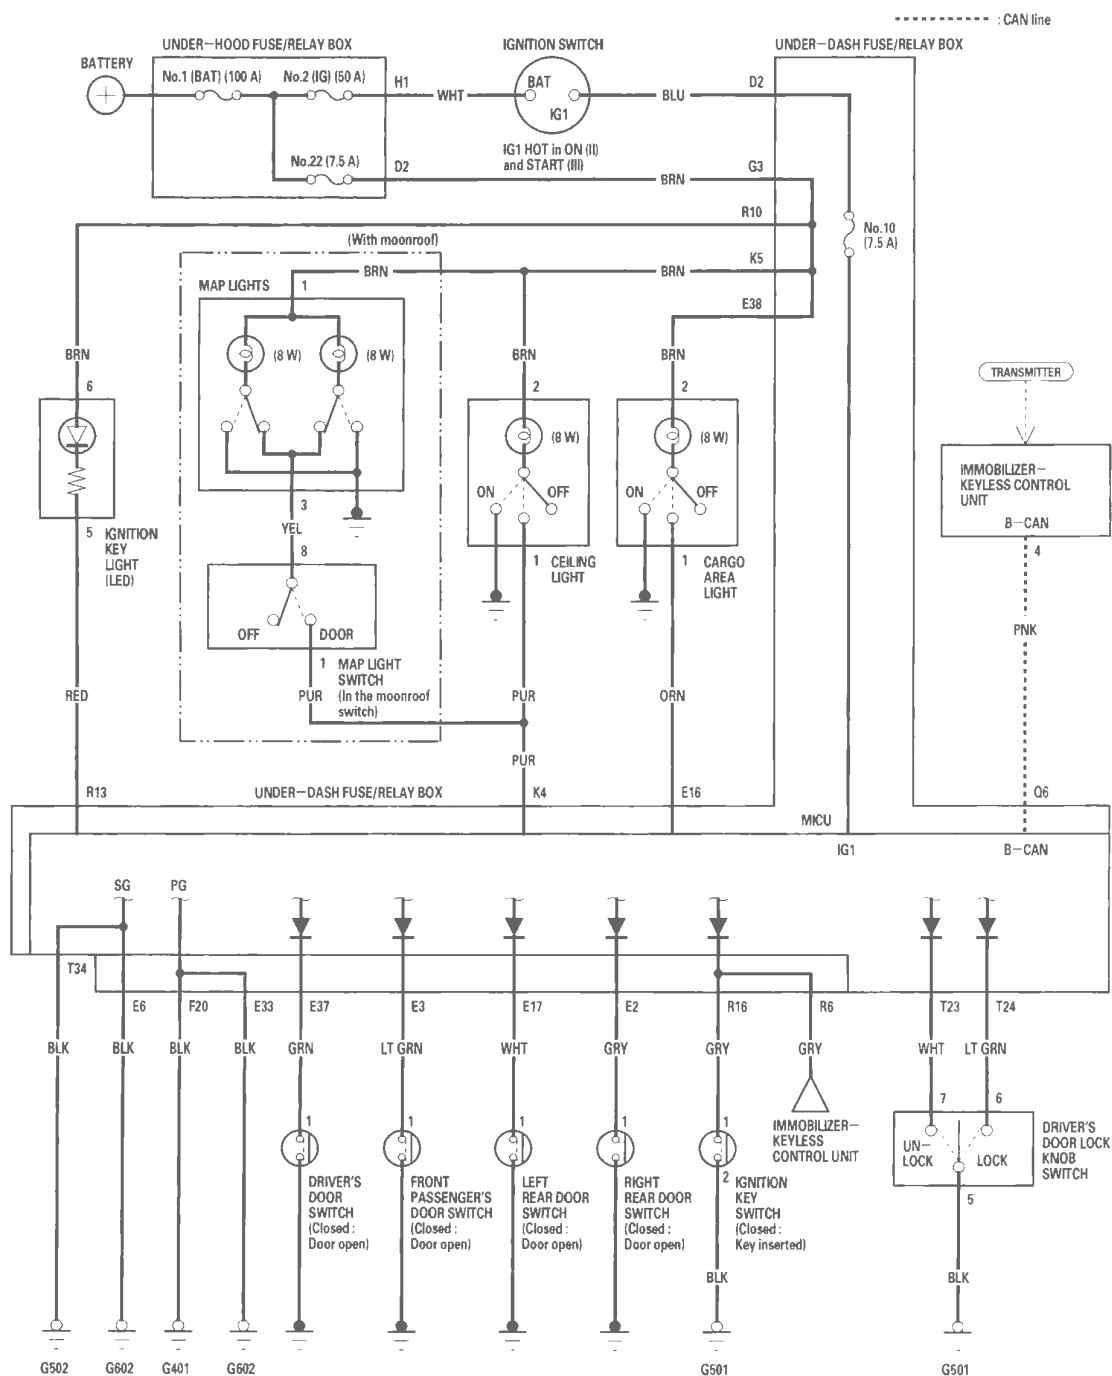 : CAN line
UNDER-HOOD FUSE/RELAY BOX
IGNITION SWITCH
UNDER-DASH FUSE/RELAY BOX
BATTERY
No.1 (BAT) (100 A)
No.2 (IG) (50 A)
H1
WHT
BAT
IG1
BLU
D2
IG1 HOT in ON (II)
and START (III)
No.22 (7.5 A)
D2
BRN
G3
R10
No.10
(7.5 A)
(With moonroof)
BRN
BRN
K5
MAP LIGHTS
1
E38
(8 W)
(8 W)
BRN
BRN
BRN
TRANSMITTER
6
2
2
(8 W)
(8 W)
IMMOBILIZER-
KEYLESS CONTROL
UNIT
B-CAN
ON
OFF
ON
OFF
3
YEL
5
IGNITION
KEY
LIGHT
(LED)
8
1
CEILING
LIGHT
1
CARGO
AREA
LIGHT
4
OFF
DOOR
PNK
1
MAP LIGHT
SWITCH
(In the moonroof
switch)
RED
PUR
PUR
ORN
PUR
R13
UNDER-DASH FUSE/RELAY BOX
K4
E16
Q6
MICU
IG1
B-CAN
SG
PG
T34
E6
F20
E33
E37
E3
E17
E2
R16
R6
T23
T24
BLK
BLK
BLK
BLK
GRN
LT GRN
WHT
GRY
GRY
GRY
WHT
LT GRN
7
6
1
1
1
1
1
IMMOBILIZER-
KEYLESS
CONTROL UNIT
UN-
LOCK
LOCK
DRIVER'S
DOOR LOCK
KNOB
SWITCH
DRIVER'S
DOOR
SWITCH
(Closed :
Door open)
FRONT
PASSENGER'S
DOOR SWITCH
(Closed :
Door open)
LEFT
REAR DOOR
SWITCH
(Closed :
Door open)
RIGHT
REAR DOOR
SWITCH
(Closed :
Door open)
2
IGNITION
KEY
SWITCH
(Closed :
Key inserted)
5
BLK
BLK
G502
G602
G401
G602
G501
G501